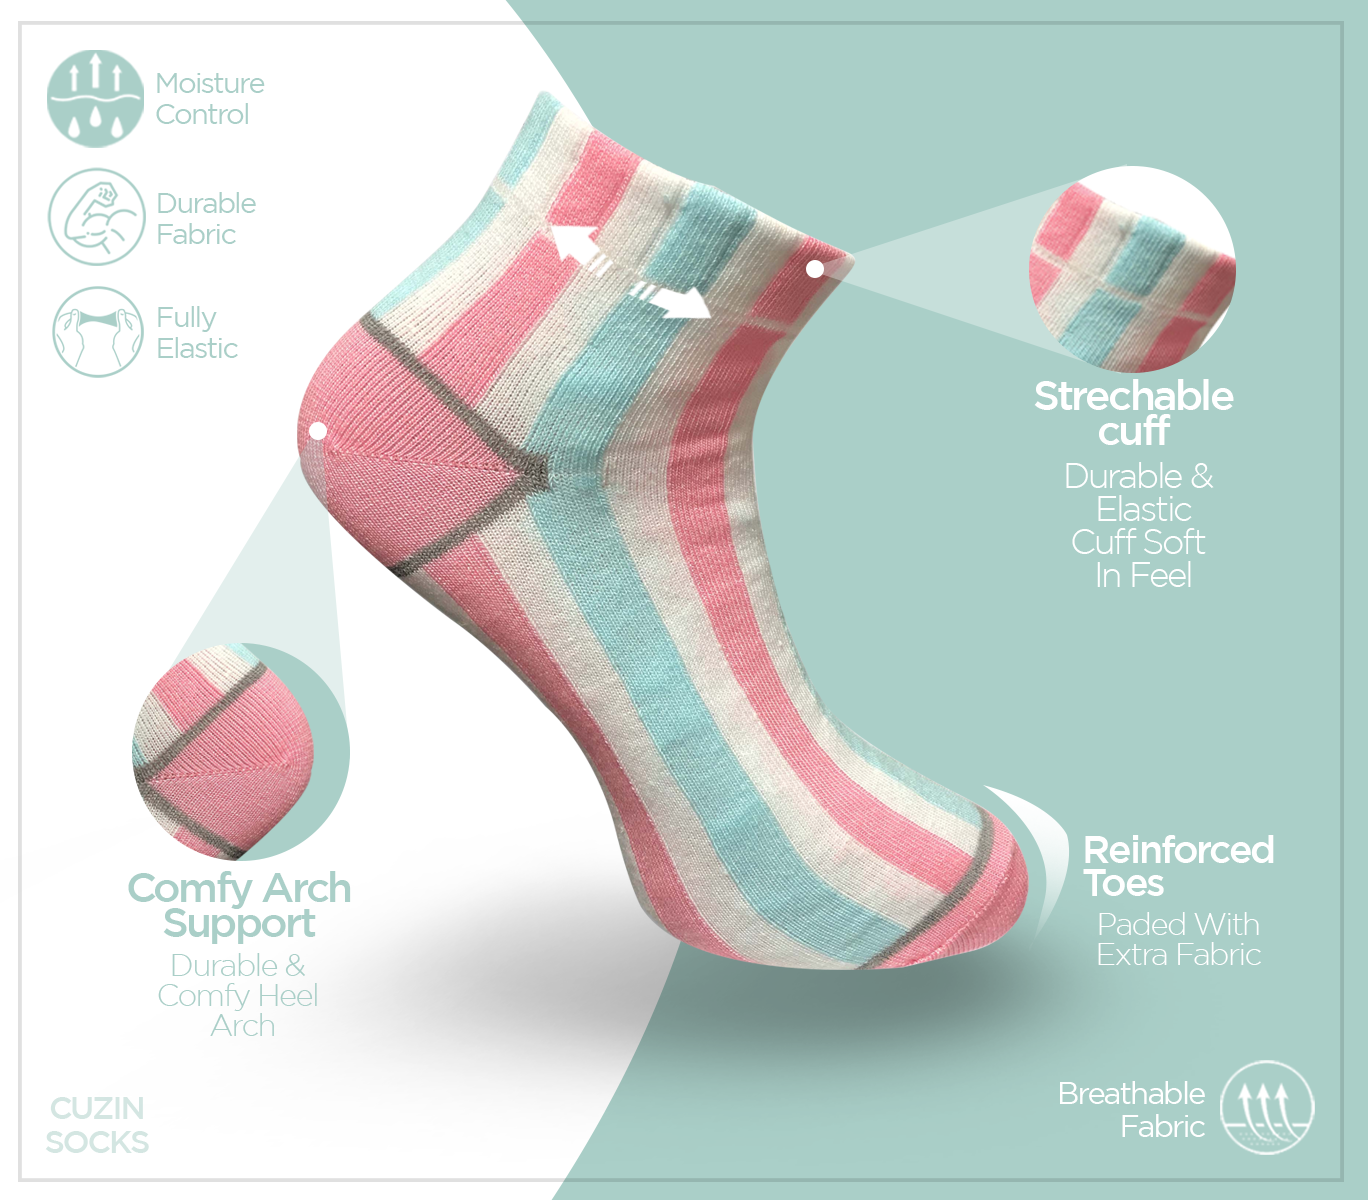 Moisture
Control
Durable
Fabric
Fully
Elastic
Strechable
cuff
Durable &
Elastic
Cuff Soft
In Feel
Comfy Arch
Support
Durable &
Comfy Heel
Arch
Reinforced
Toes
Paded With
Extra Fabric
Breathable
Fabric
CUZIN
SOCKS